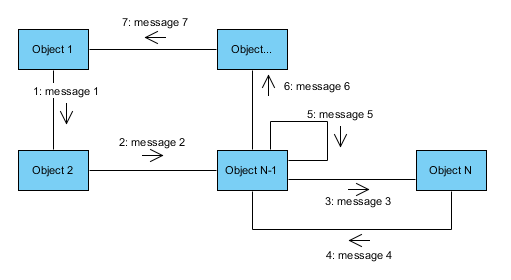 7: message 7
Object 1
Object...
1: message 1
6: message 6
5: message 5
2: message 2
Object 2
Object N-1
Object N
3: message 3
4: message 4